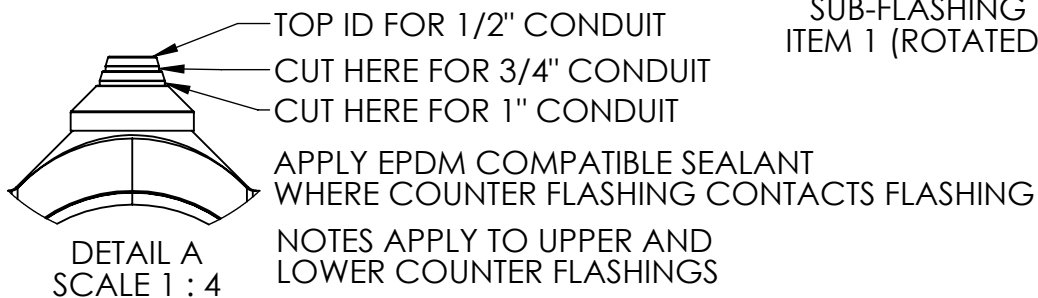 TOP ID FOR 1/2" CONDUIT
CUT HERE FOR 3/4" CONDUIT
CUT HERE FOR 1" CONDUIT
APPLY EPDM COMPATIBLE SEALANT
WHERE COUNTER FLASHING CONTACTS FLASHING
NOTES APPLY TO UPPER AND
LOWER COUNTER FLASHINGS
DETAIL A
SCALE 1 : 4
SUB-FLASHING
ITEM 1 (ROTATED